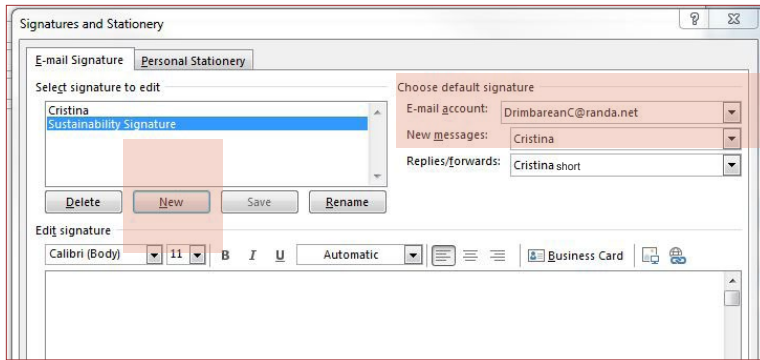 Signatures and Stationery
E-mail Signature Personal Stationery
Select signature to edit
Cristina
Sustainability Signature
Delete New Save Rename
Choose default signature
E-mail account: DrimbareanC@randa.net
New messages: Cristina
Replies/forwards: Cristina short
Edit signature
Calibri (Body) 11 B I U Automatic Business Card